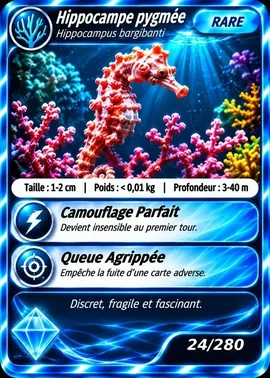 Hippocampe pygmée
Hippocampus bargibanti
RARE
Taille : 1-2 cm | Poids : < 0,01 kg | Profondeur : 3-40 m
Camouflage Parfait
Devient insensible au premier tour.
Queue Agrippée
Empêche la fuite d'une carte adverse.
Discret, fragile et fascinant.
24/280